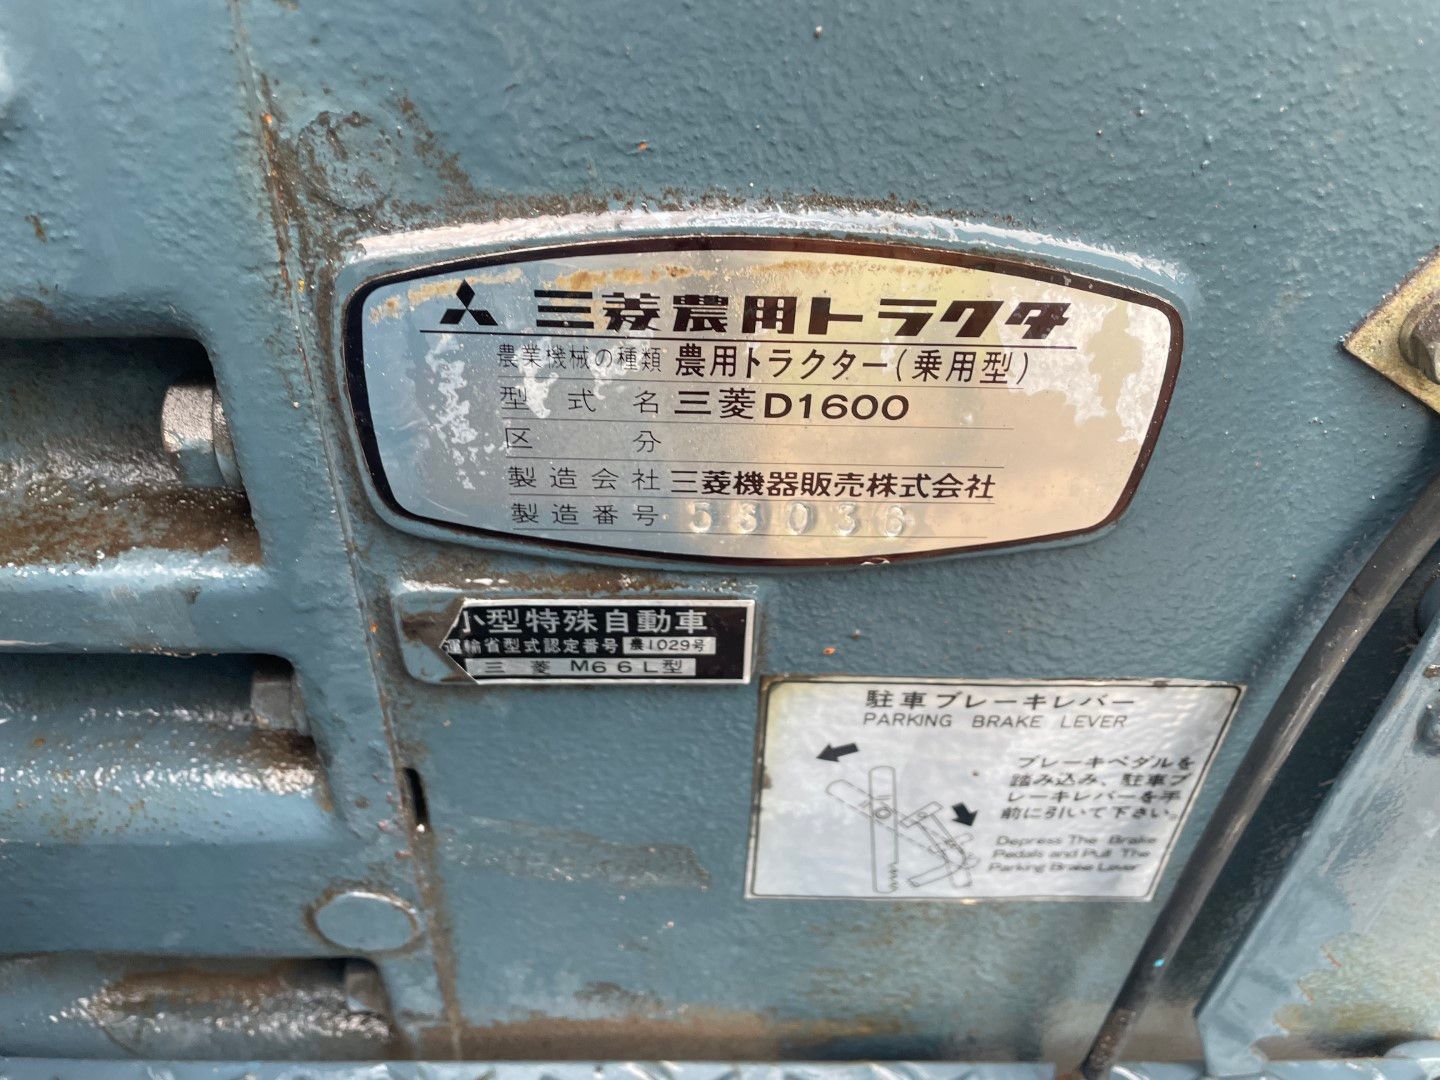 三菱農用トラクタ
農業機械の種類 農用トラクター(乗用型)
型式名 三菱D1600
区分
製造会社 三菱機器販売株式会社
製造番号 53036
小型特殊自動車
運輸省型式認定番号 農1029号
三菱 M66L型
駐車ブレーキレバー
PARKING BRAKE LEVER
ブレーキペダルを
踏み込み、駐車ブ
レーキレバーを手
前に引いて下さい。
Depress The Brake
Pedals and Pull The
Parking Brake Lever